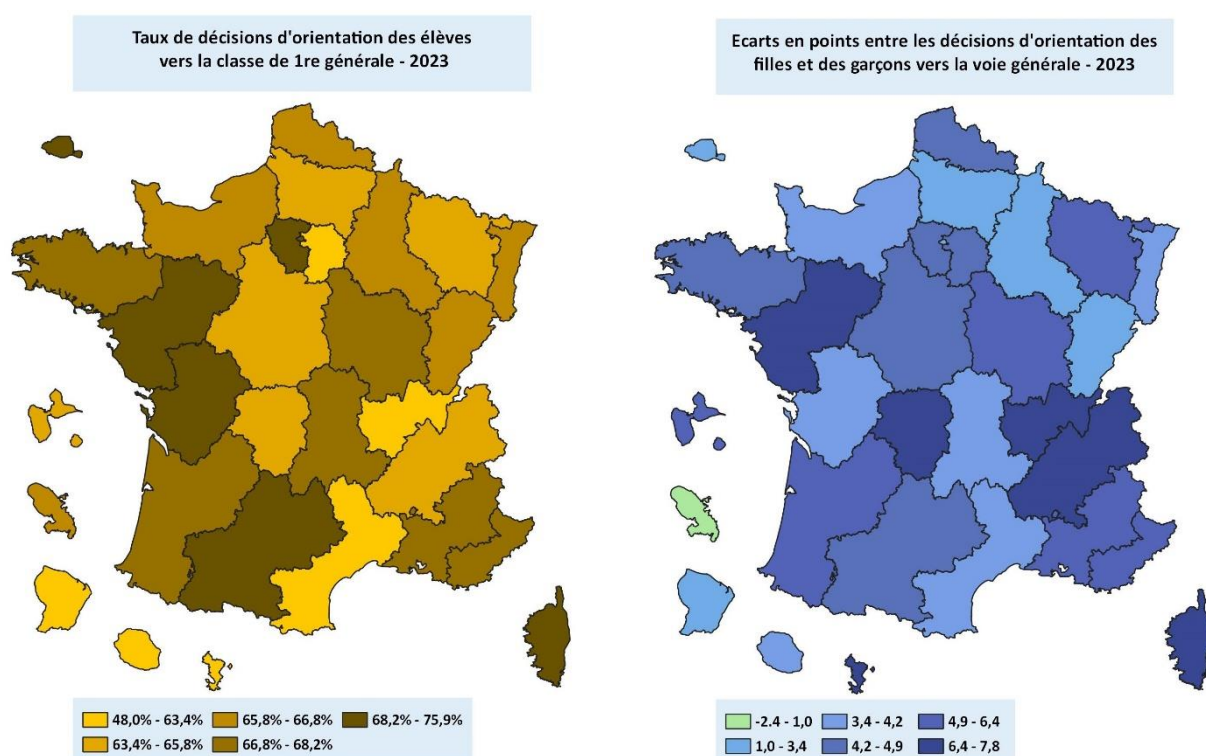 Taux de décisions d'orientation des élèves
vers la classe de 1re générale - 2023
Ecarts en points entre les décisions d'orientation des
filles et des garçons vers la voie générale - 2023
48,0% - 63,4%
65,8% - 66,8%
68,2% - 75,9%
63,4% - 65,8%
66,8% - 68,2%
-2.4 - 1,0
3,4 - 4,2
4,9 - 6,4
1,0 - 3,4
4,2 - 4,9
6,4 - 7,8